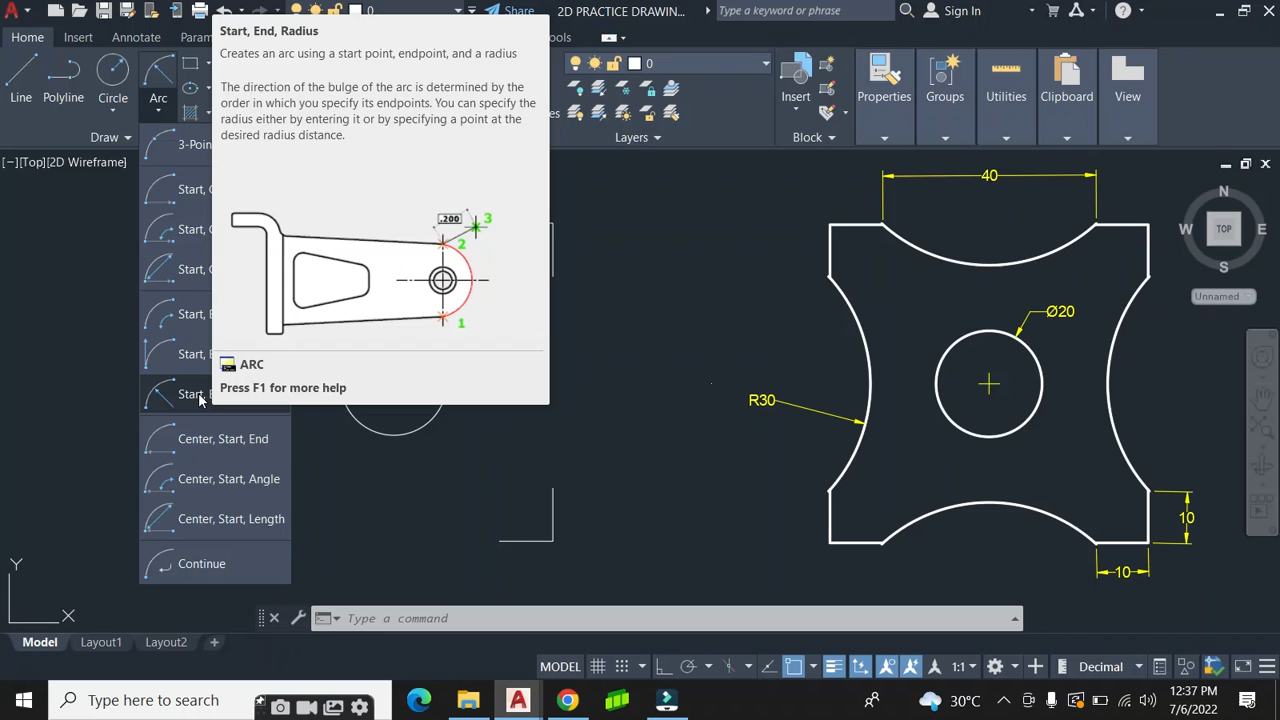 0
Share
2D PRACTICE DRAWIN...
Type a keyword or phrase
Sign In
Home
Insert
Annotate
Param
ools
Start, End, Radius
Creates an arc using a start point, endpoint, and a radius
The direction of the bulge of the arc is determined by the
order in which you specify its endpoints. You can specify the
radius either by entering it or by specifying a point at the
desired radius distance.
.200
3
2
1
ARC
Press F1 for more help
Line
Polyline
Circle
Arc
Draw
es
0
Layers
Insert
Block
Properties
Groups
Utilities
Clipboard
View
[−][Top][2D Wireframe]
3-Poin
Start, C
Start, C
Start, C
Start, E
Start, E
Start, E
Center, Start, End
Center, Start, Angle
Center, Start, Length
Continue
40
Ø20
R30
10
10
N
W
TOP
E
S
Unnamed
Y
X
Type a command
Model
Layout1
Layout2
MODEL
1:1
Decimal
Type here to search
30°C
2:37 PM
7/6/2022